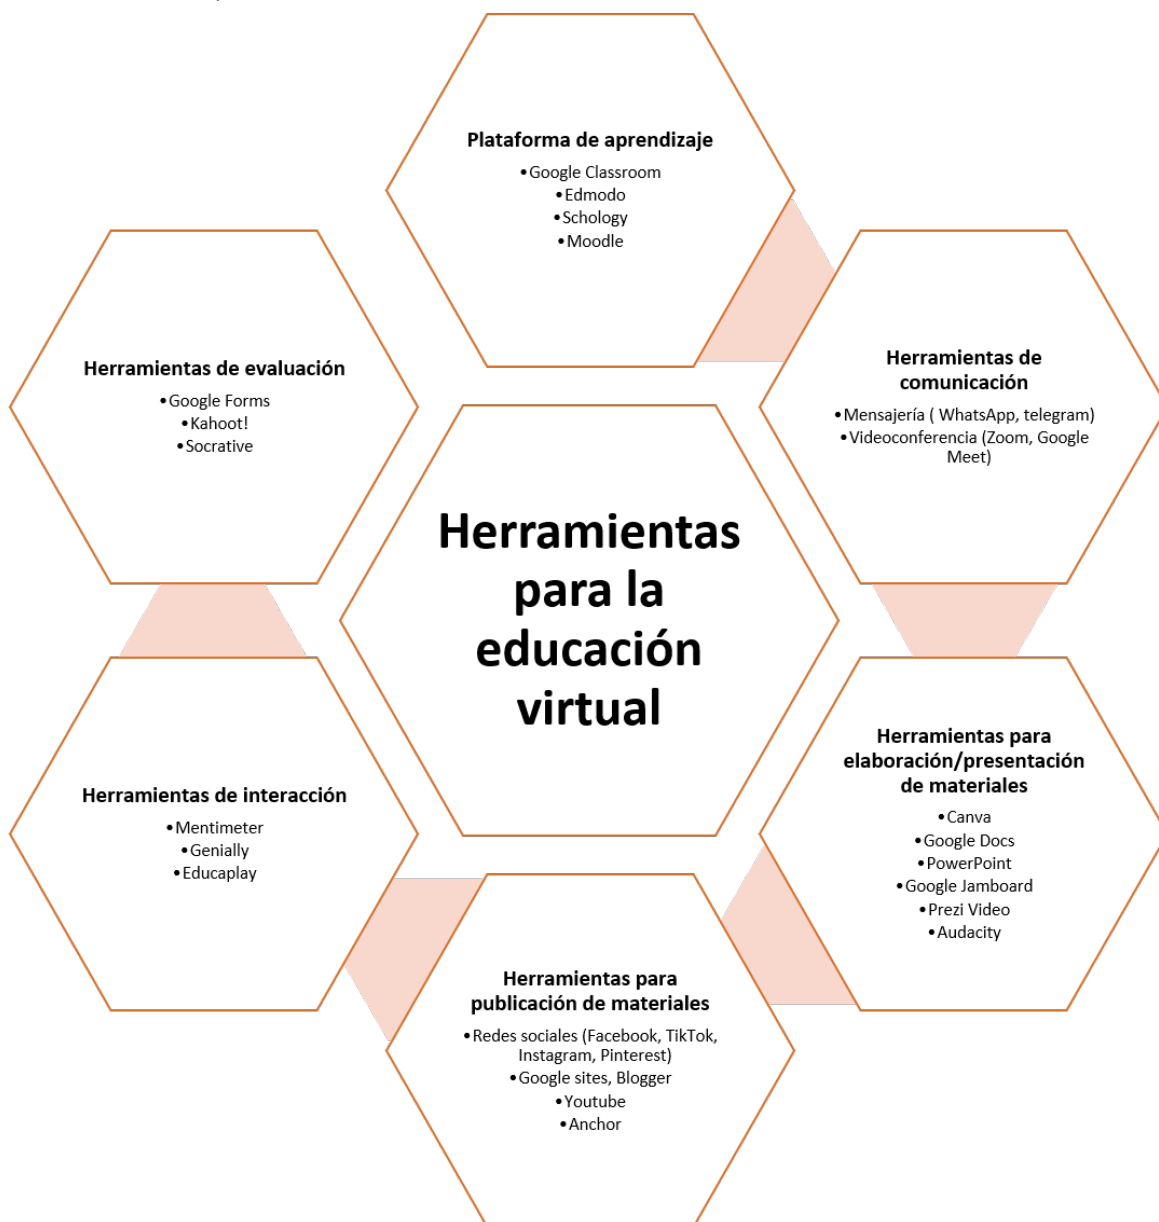 Plataforma de aprendizaje
•Google Classroom
•Edmodo
•Schology
•Moodle
Herramientas de
comunicación
•Mensajería ( WhatsApp, telegram)
•Videoconferencia (Zoom, Google
Meet)
Herramientas para
elaboración/presentación
de materiales
•Canva
•Google Docs
•PowerPoint
•Google Jamboard
•Prezi Video
•Audacity
Herramientas para
publicación de materiales
•Redes sociales (Facebook, TikTok,
Instagram, Pinterest)
•Google sites, Blogger
•Youtube
•Anchor
Herramientas de interacción
•Mentimeter
•Genially
•Educaplay
Herramientas de evaluación
•Google Forms
•Kahoot!
•Socrative
Herramientas
para la
educación
virtual